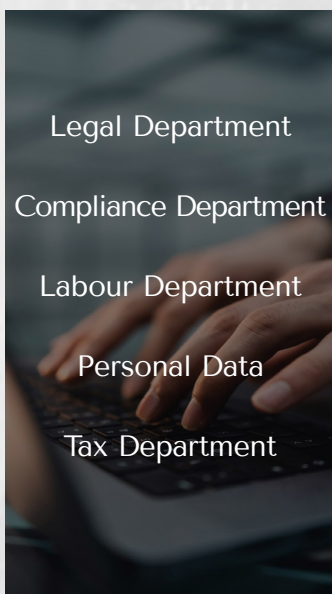 Legal Department
Compliance Department
Labour Department
Personal Data
Tax Department